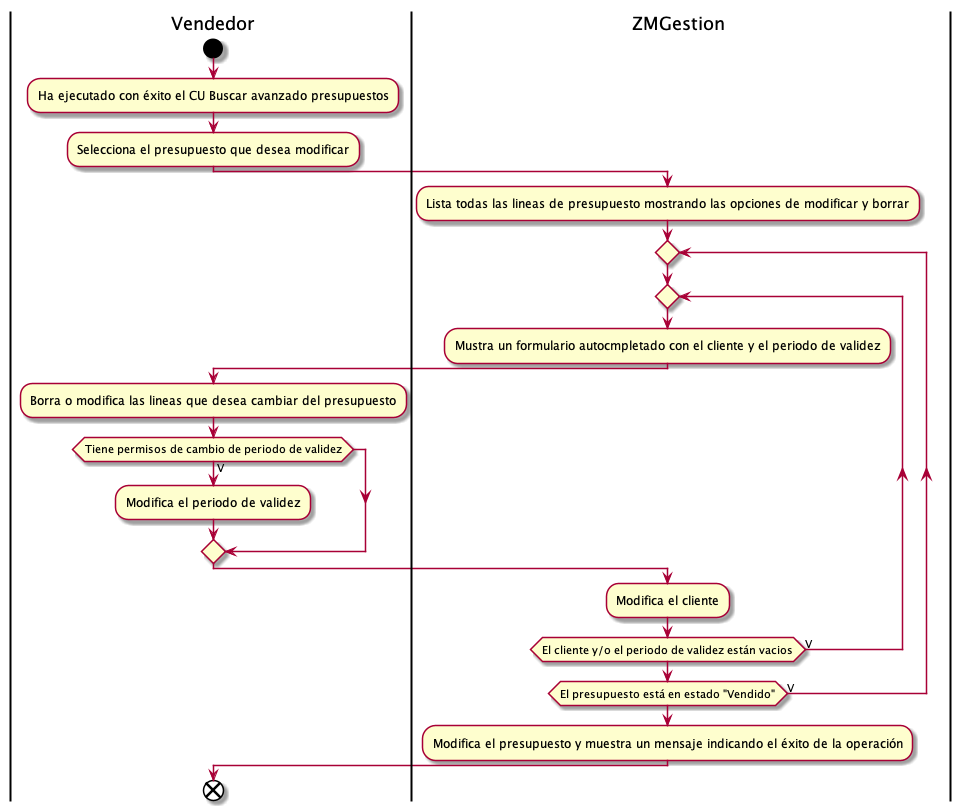 Vendedor
ZMGestion
Ha ejecutado con éxito el CU Buscar avanzado presupuestos
Selecciona el presupuesto que desea modificar
Lista todas las lineas de presupuesto mostrando las opciones de modificar y borrar
Mustra un formulario autocmpletado con el cliente y el periodo de validez
Borra o modifica las lineas que desea cambiar del presupuesto
Tiene permisos de cambio de periodo de validez
V
Modifica el periodo de validez
Modifica el cliente
El cliente y/o el periodo de validez están vacios
V
El presupuesto está en estado "Vendido"
V
Modifica el presupuesto y muestra un mensaje indicando el éxito de la operación